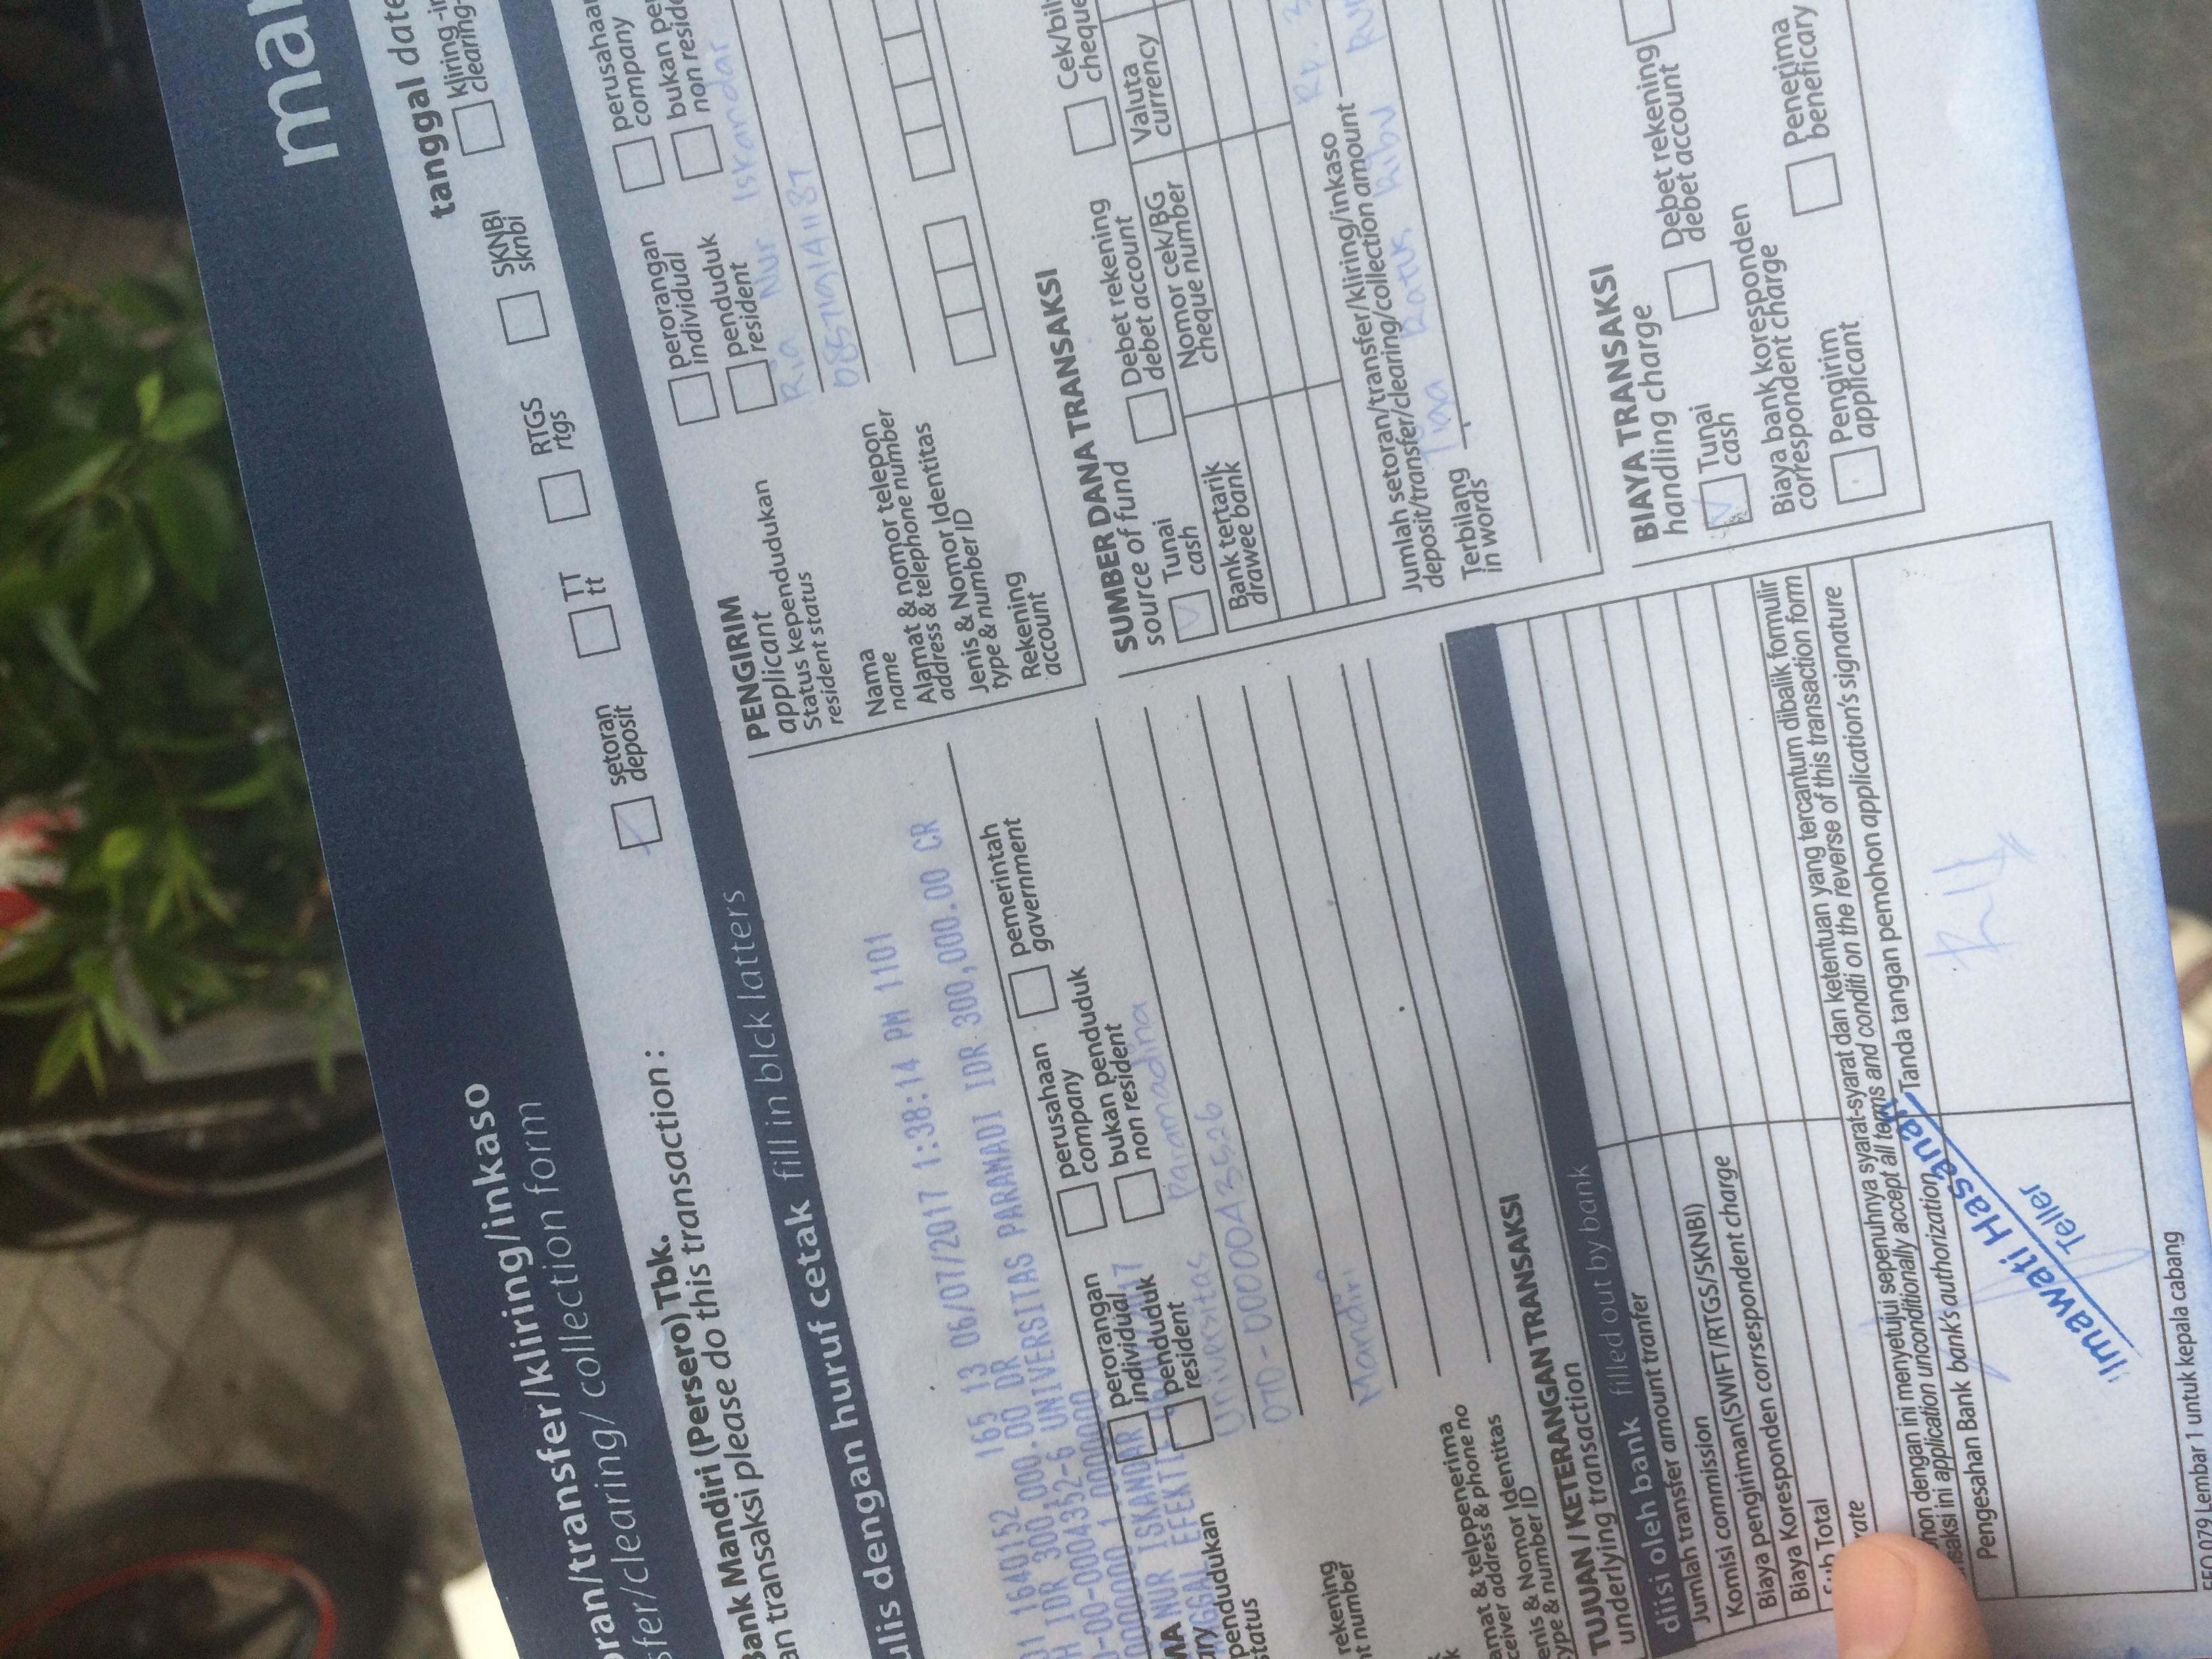 oran/transfer/kliring/inkaso
sfer/clearing/ collection form
mar
tanggal date
Bank Mandiri (Persero) Tbk.
an transaksi please do this transaction :
setoran
deposit
TT
tt
RTGS
rtgs
SKNBI
sknbi
kliring -in
clearing-
ulis dengan huruf cetak fill in blck latters
01 1640152 165 13 06/07/2017 1:38:14 PM 1101
H IDR 300,000.00 DR
0-00-0004352-6 UNIVERSITAS PARAMADI IDR 300,000.00 CR
0000000 1 0000000
NUR ISKANDAR
ANGGAL EFEKTIF 06/07/2017
MA
ary
pendudukan
status
perorangan
individual
perusahaan
company
pemerintah
gavernment
penduduk
resident
bukan penduduk
non resident
Universitas Paramadina
070-0000043526
rekening
nt number
Mandiri
k
amat & telppenerima
ceiver address & phone no
enis & Nomor Identitas
type & number ID
TUJUAN / KETERANGAN TRANSAKSI
underlying transaction
diisi oleh bank filled out by bank
Jumlah transfer amount tranfer
Komisi commission
Biaya pengiriman(SWIFT/RTGS/SKNBI)
Biaya Koresponden corrsespondent charge
Sub Total
rate
hon dengan ini menyetujui sepenuhnya syarat-syarat dan ketentuan yang tercantum dibalik formulir
nsaksi ini application unconditionally accept all terms and conditi on the reverse of this transaction form
Pengesahan Bank bank's authorization
Tanda tangan pemohon application's signature
Imawati Hasanah
Teller
FFO 079 Lembar 1 untuk kepala cabang
PENGIRIM
applicant
Status kependudukan
resident status
perorangan
individual
perusahaan
company
penduduk
resident
bukan pe
non reside
Nama
name
Ria Nur Iskandar
Alamat & nomor telepon
address & telephone number
085719141187
Jenis & Nomor Identitas
type & number ID
Rekening
account
SUMBER DANA TRANSAKSI
source of fund
Tunai
cash
Debet rekening
debet account
Cek/bily
cheque
Bank tertarik
drawee bank
Nomor cek/BG
cheque number
Valuta
currency
Jumlah setoran/transfer/kliring/inkaso
deposit/transfer/clearing/collection amount
Rp. 3
Terbilang
in words
Tiga Ratus Ribu Rup
BIAYA TRANSAKSI
handling charge
Tunai
cash
Debet rekening
debet account
Biaya bank koresponden
correspondent charge
Pengirim
applicant
Penerima
beneficary